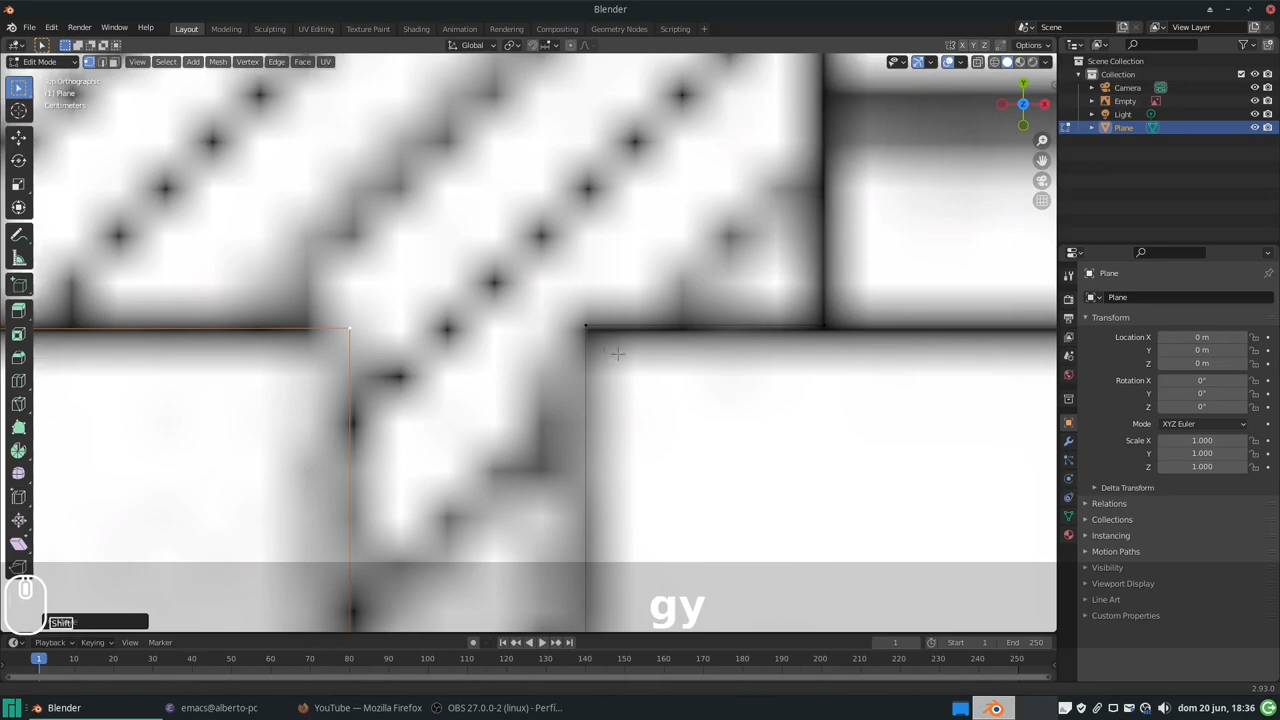 Blender
File Edit Render Window Help
Layout Modeling Sculpting UV Editing Texture Paint Shading Animation Rendering Compositing Geometry Nodes Scripting +
Scene View Layer
Global X Y Z Options
Edit Mode View Select Add Mesh Vertex Edge Face UV
Top Orthographic
(1) Plane
Centimeters
Y
X
Z
Scene Collection
Collection
Camera
Empty
Light
Plane
Plane
Plane
Transform
Location X 0 m
Y 0 m
Z 0 m
Rotation X 0°
Y 0°
Z 0°
Mode XYZ Euler
Scale X 1.000
Y 1.000
Z 1.000
Delta Transform
Relations
Collections
Instancing
Motion Paths
Visibility
Viewport Display
Line Art
Custom Properties
Shift
gy
Playback Keying View Marker 1 Start 1 End 250
1 10 20 30 40 50 60 70 80 90 100 110 120 130 140 150 160 170 180 190 200 210 220 230 240 250
2.93.0
Blender emacs@alberto-pc YouTube — Mozilla Firefox OBS 27.0.0-2 (linux) - Perfí... dom 20 jun, 18:36